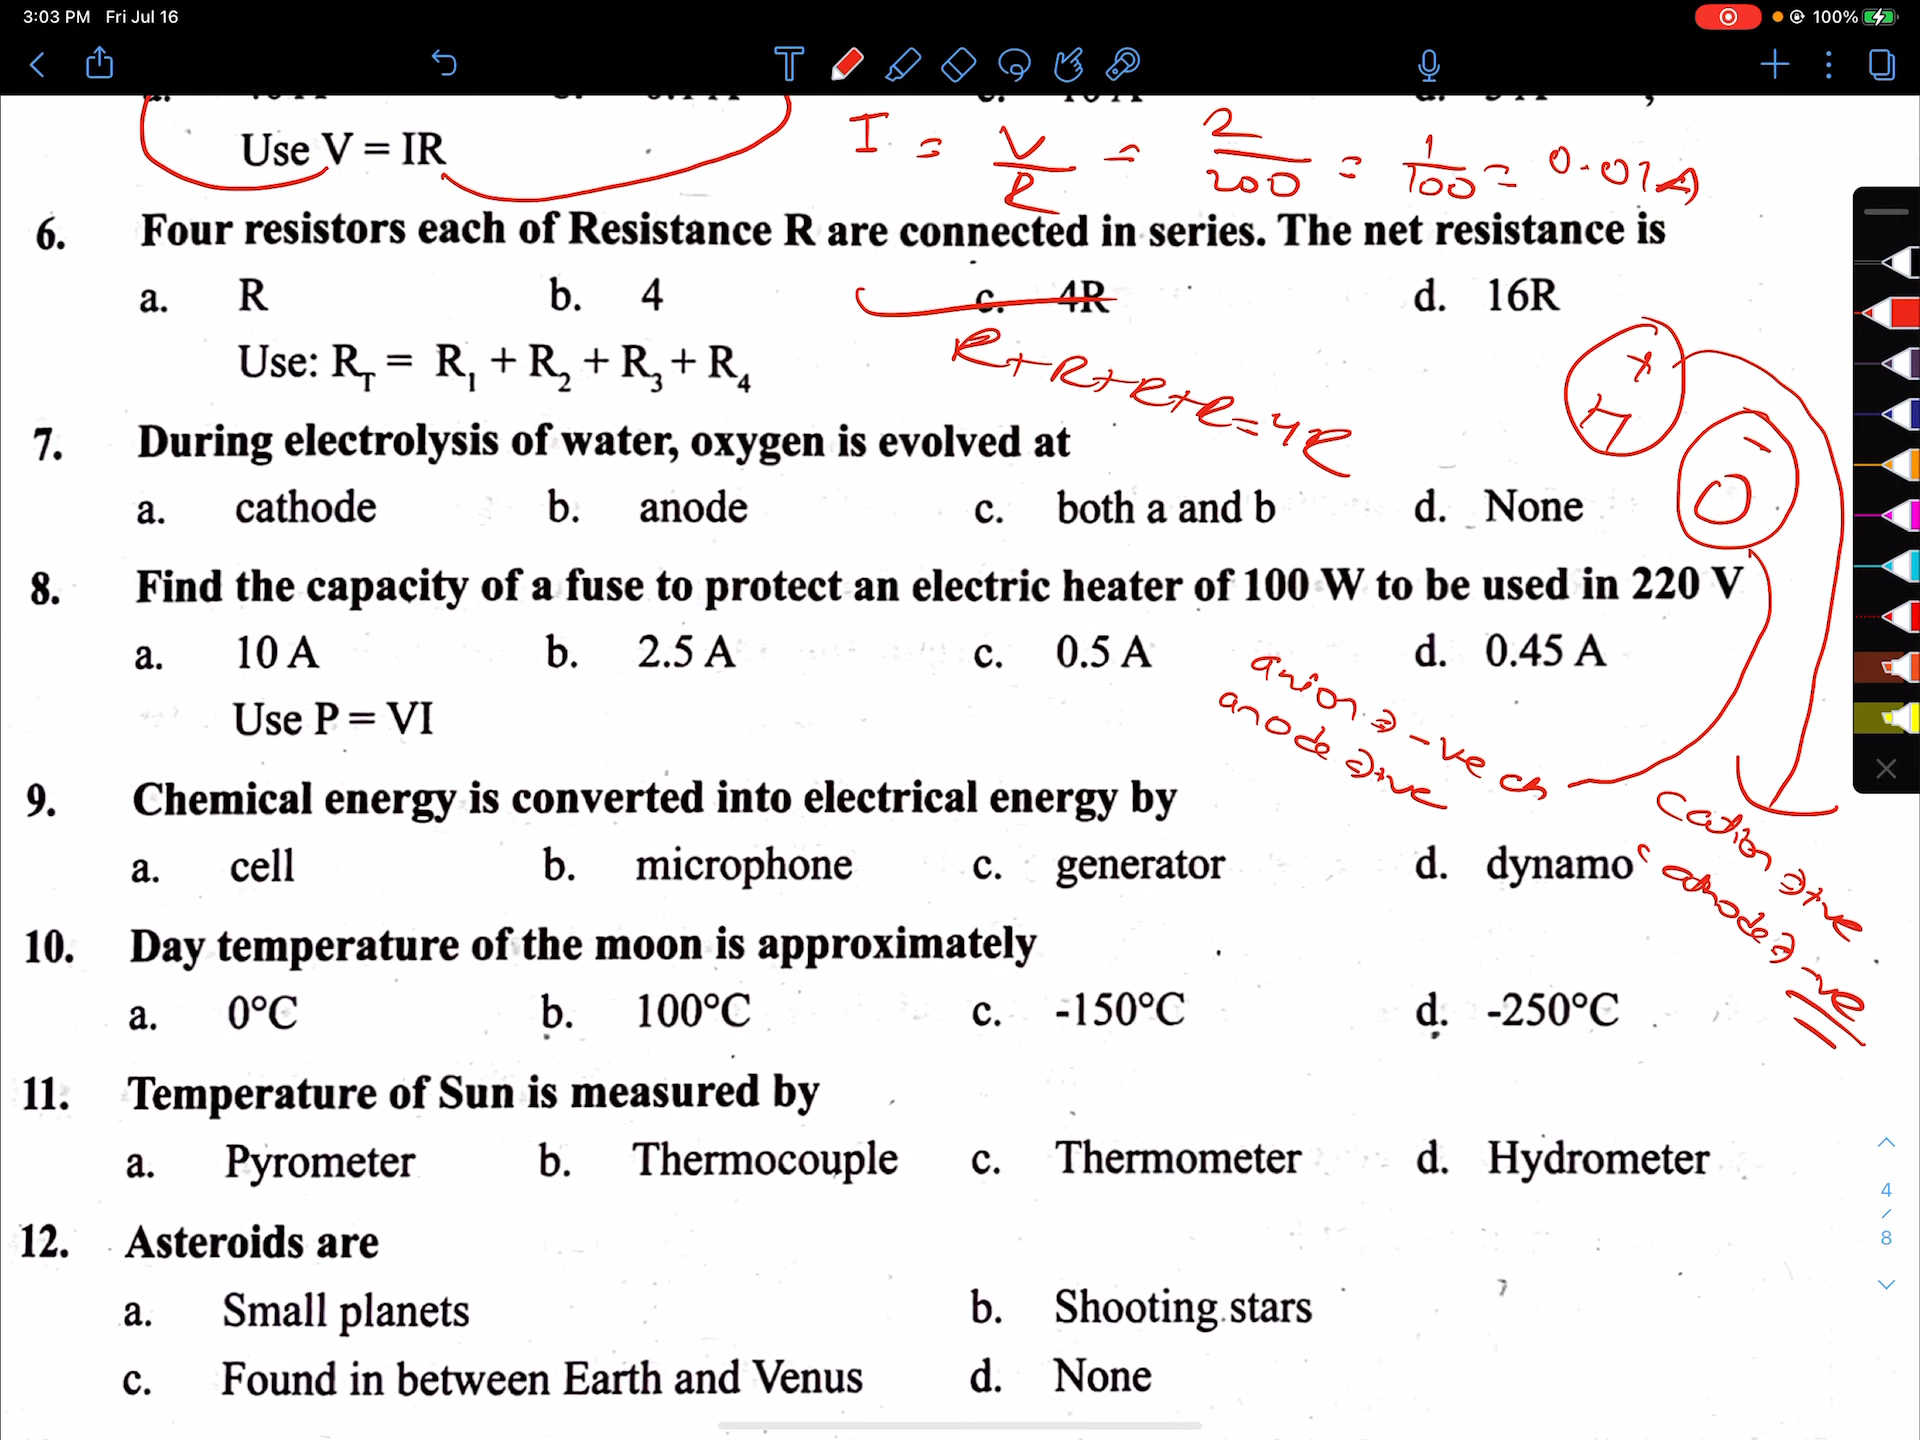 3:03 PM Fri Jul 16
100%
Use V = IR
I = V/R = 2/200 = 1/100 = 0.01A
6. Four resistors each of Resistance R are connected in series. The net resistance is
a. R b. 4 c. 4R d. 16R
Use: R_T = R_1 + R_2 + R_3 + R_4
R+R+R+R=4R
+
H
-
O
7. During electrolysis of water, oxygen is evolved at
a. cathode b. anode c. both a and b d. None
8. Find the capacity of a fuse to protect an electric heater of 100 W to be used in 220 V
a. 10 A b. 2.5 A c. 0.5 A d. 0.45 A
Use P = VI
anion ⇒ -ve ch
anode ⇒ +ve
9. Chemical energy is converted into electrical energy by
a. cell b. microphone c. generator d. dynamo
cation ⇒ +ve
cathode ⇒ -ve
10. Day temperature of the moon is approximately
a. 0°C b. 100°C c. -150°C d. -250°C
11. Temperature of Sun is measured by
a. Pyrometer b. Thermocouple c. Thermometer d. Hydrometer
4
/
8
12. Asteroids are
a. Small planets b. Shooting stars
c. Found in between Earth and Venus d. None